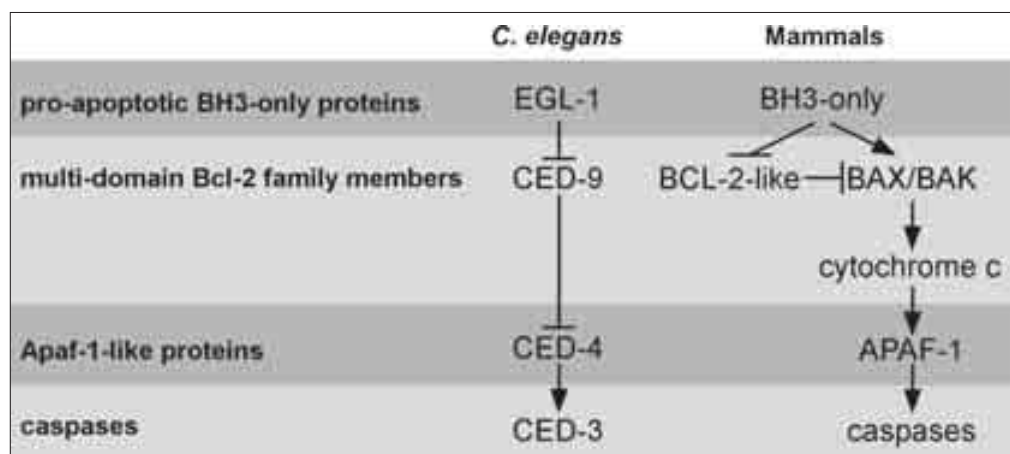 C. elegans Mammals
pro-apoptotic BH3-only proteins EGL-1 BH3-only
multi-domain Bcl-2 family members CED-9 BCL-2-like BAX/BAK
cytochrome c
Apaf-1-like proteins CED-4 APAF-1
caspases CED-3 caspases